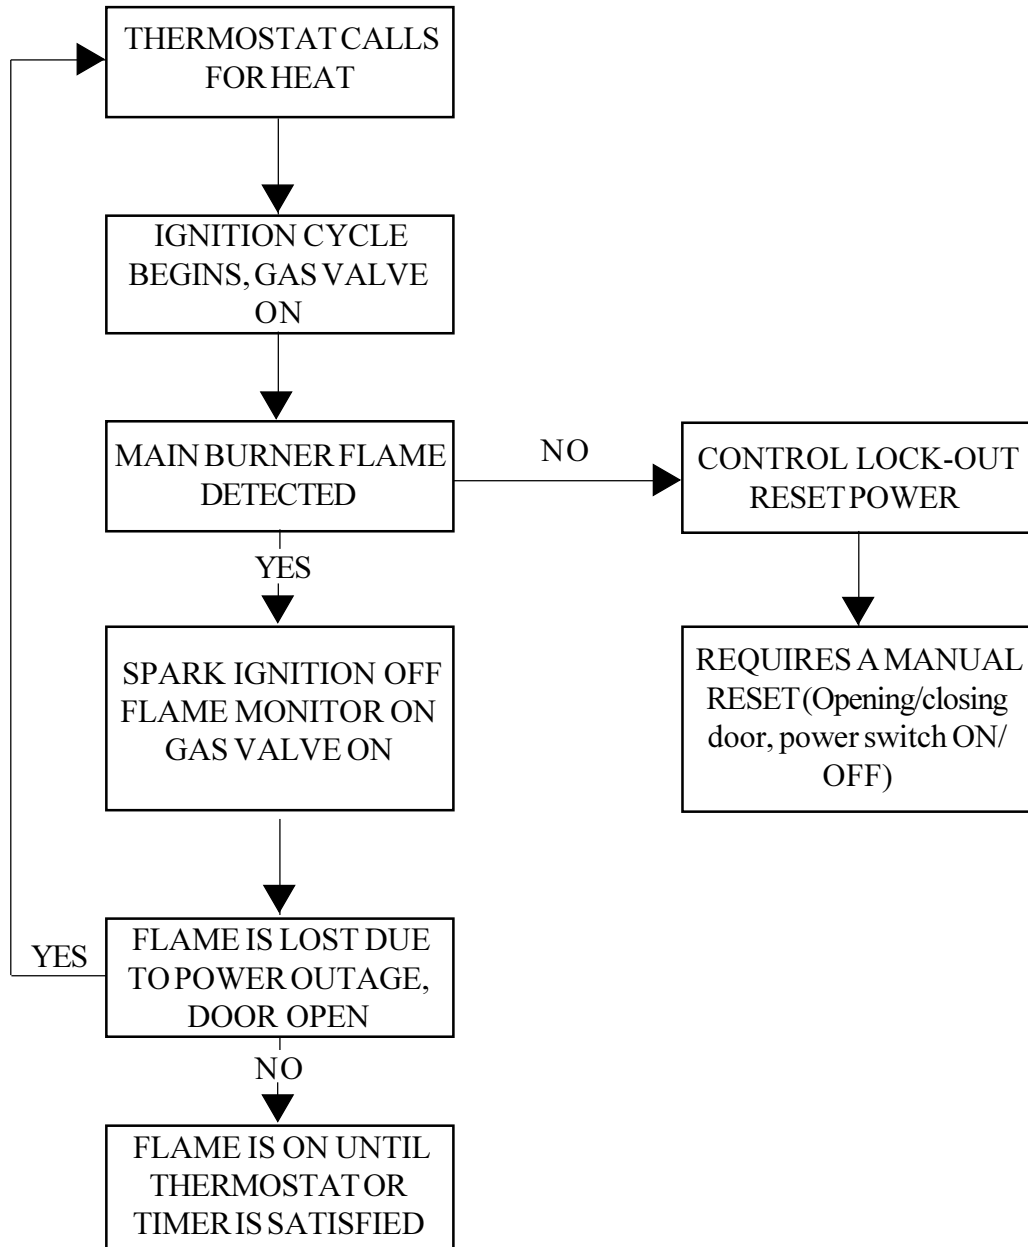 THERMOSTAT CALLS
FOR HEAT
IGNITION CYCLE
BEGINS, GAS VALVE
ON
MAIN BURNER FLAME
DETECTED
NO
CONTROL LOCK-OUT
RESET POWER
YES
SPARK IGNITION OFF
FLAME MONITOR ON
GAS VALVE ON
REQUIRES A MANUAL
RESET (Opening/closing
door, power switch ON/
OFF)
YES
FLAME IS LOST DUE
TO POWER OUTAGE,
DOOR OPEN
NO
FLAME IS ON UNTIL
THERMOSTAT OR
TIMER IS SATISFIED